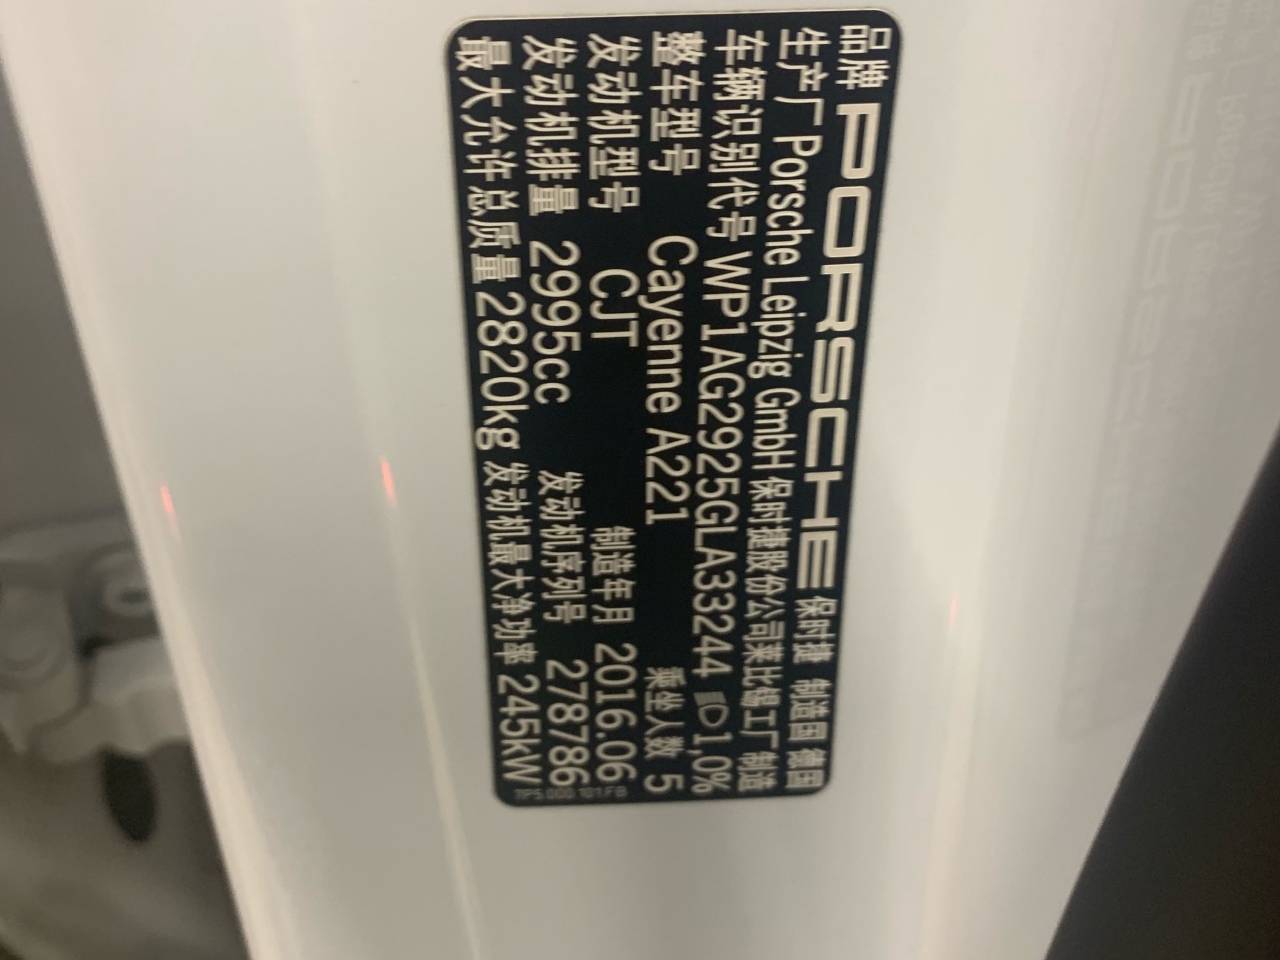 品牌 PORSCHE 保时捷 制造国 德国
生产厂 Porsche Leipzig GmbH 保时捷股份公司莱比锡工厂 制造
车辆识别代号 WP1AG2925GLA33244 1,0%
整车型号 Cayenne A221 乘坐人数 5
发动机型号 CJT 制造年月 2016.06
发动机排量 2995cc 发动机序列号 278786
最大允许总质量 2820kg 发动机最大净功率 245kW
7P5.000.101.FB